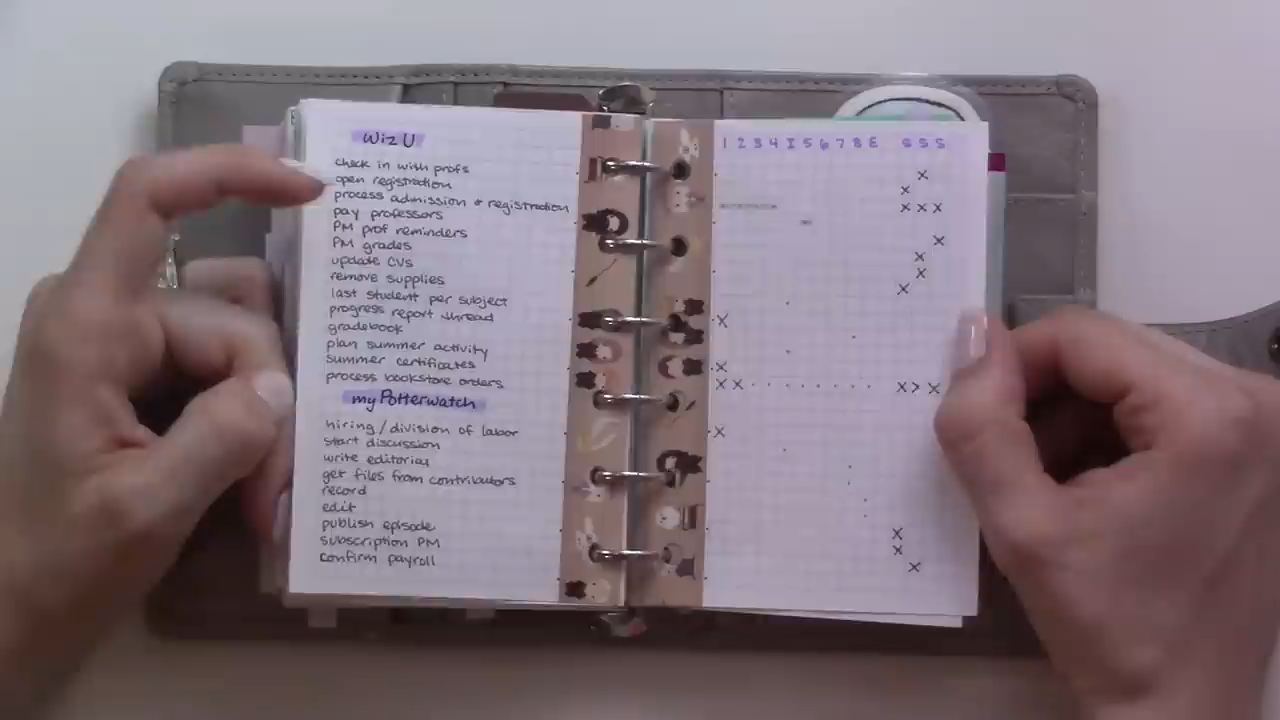 Wiz U
check in with profs
open registration
process admission & registration
pay professors
PM prof reminders
PM grades
update CVs
remove supplies
last student per subject
progress report thread
gradebook
plan summer activity
summer certificates
process bookstore orders
my Potterwatch
hiring / division of labor
start discussion
write editorial
get files from contributors
record
edit
publish episode
subscription PM
confirm payroll
1 2 3 4 I 5 6 7 8 E S S S
X
X
X X X
X
X
X
X
X
X
X X X > X
X
X
X
X